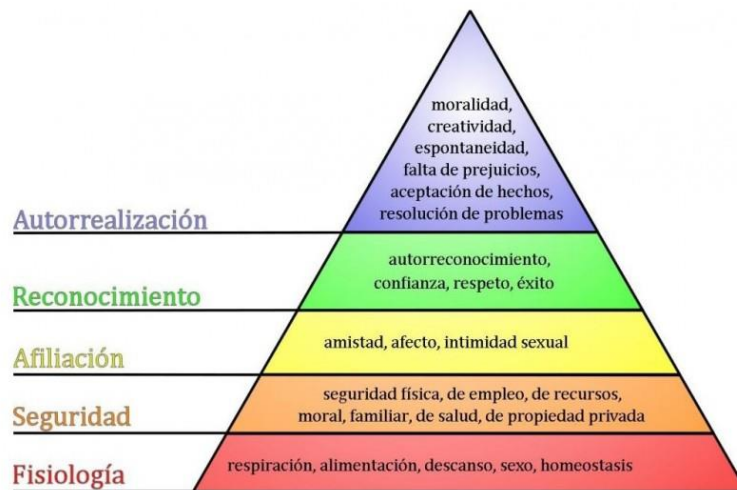 moralidad,
creatividad,
espontaneidad,
falta de prejuicios,
aceptación de hechos,
resolución de problemas
Autorrealización
autorreconocimiento,
confianza, respeto, éxito
Reconocimiento
amistad, afecto, intimidad sexual
Afiliación
seguridad física, de empleo, de recursos,
moral, familiar, de salud, de propiedad privada
Seguridad
respiración, alimentación, descanso, sexo, homeostasis
Fisiología